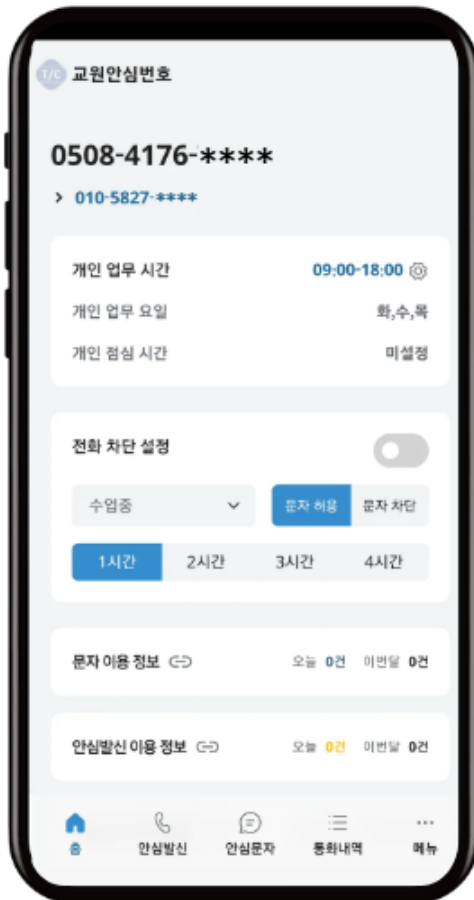 T/C 교원안심번호
0508-4176-****
> 010-5827-****
개인 업무 시간 09:00-18:00
개인 업무 요일 화,수,목
개인 점심 시간 미설정
전화 차단 설정
수업중 문자 허용 문자 차단
1시간 2시간 3시간 4시간
문자 이용 정보 오늘 0건 이번달 0건
안심발신 이용 정보 오늘 0건 이번달 0건
홈 안심발신 안심문자 통화내역 메뉴